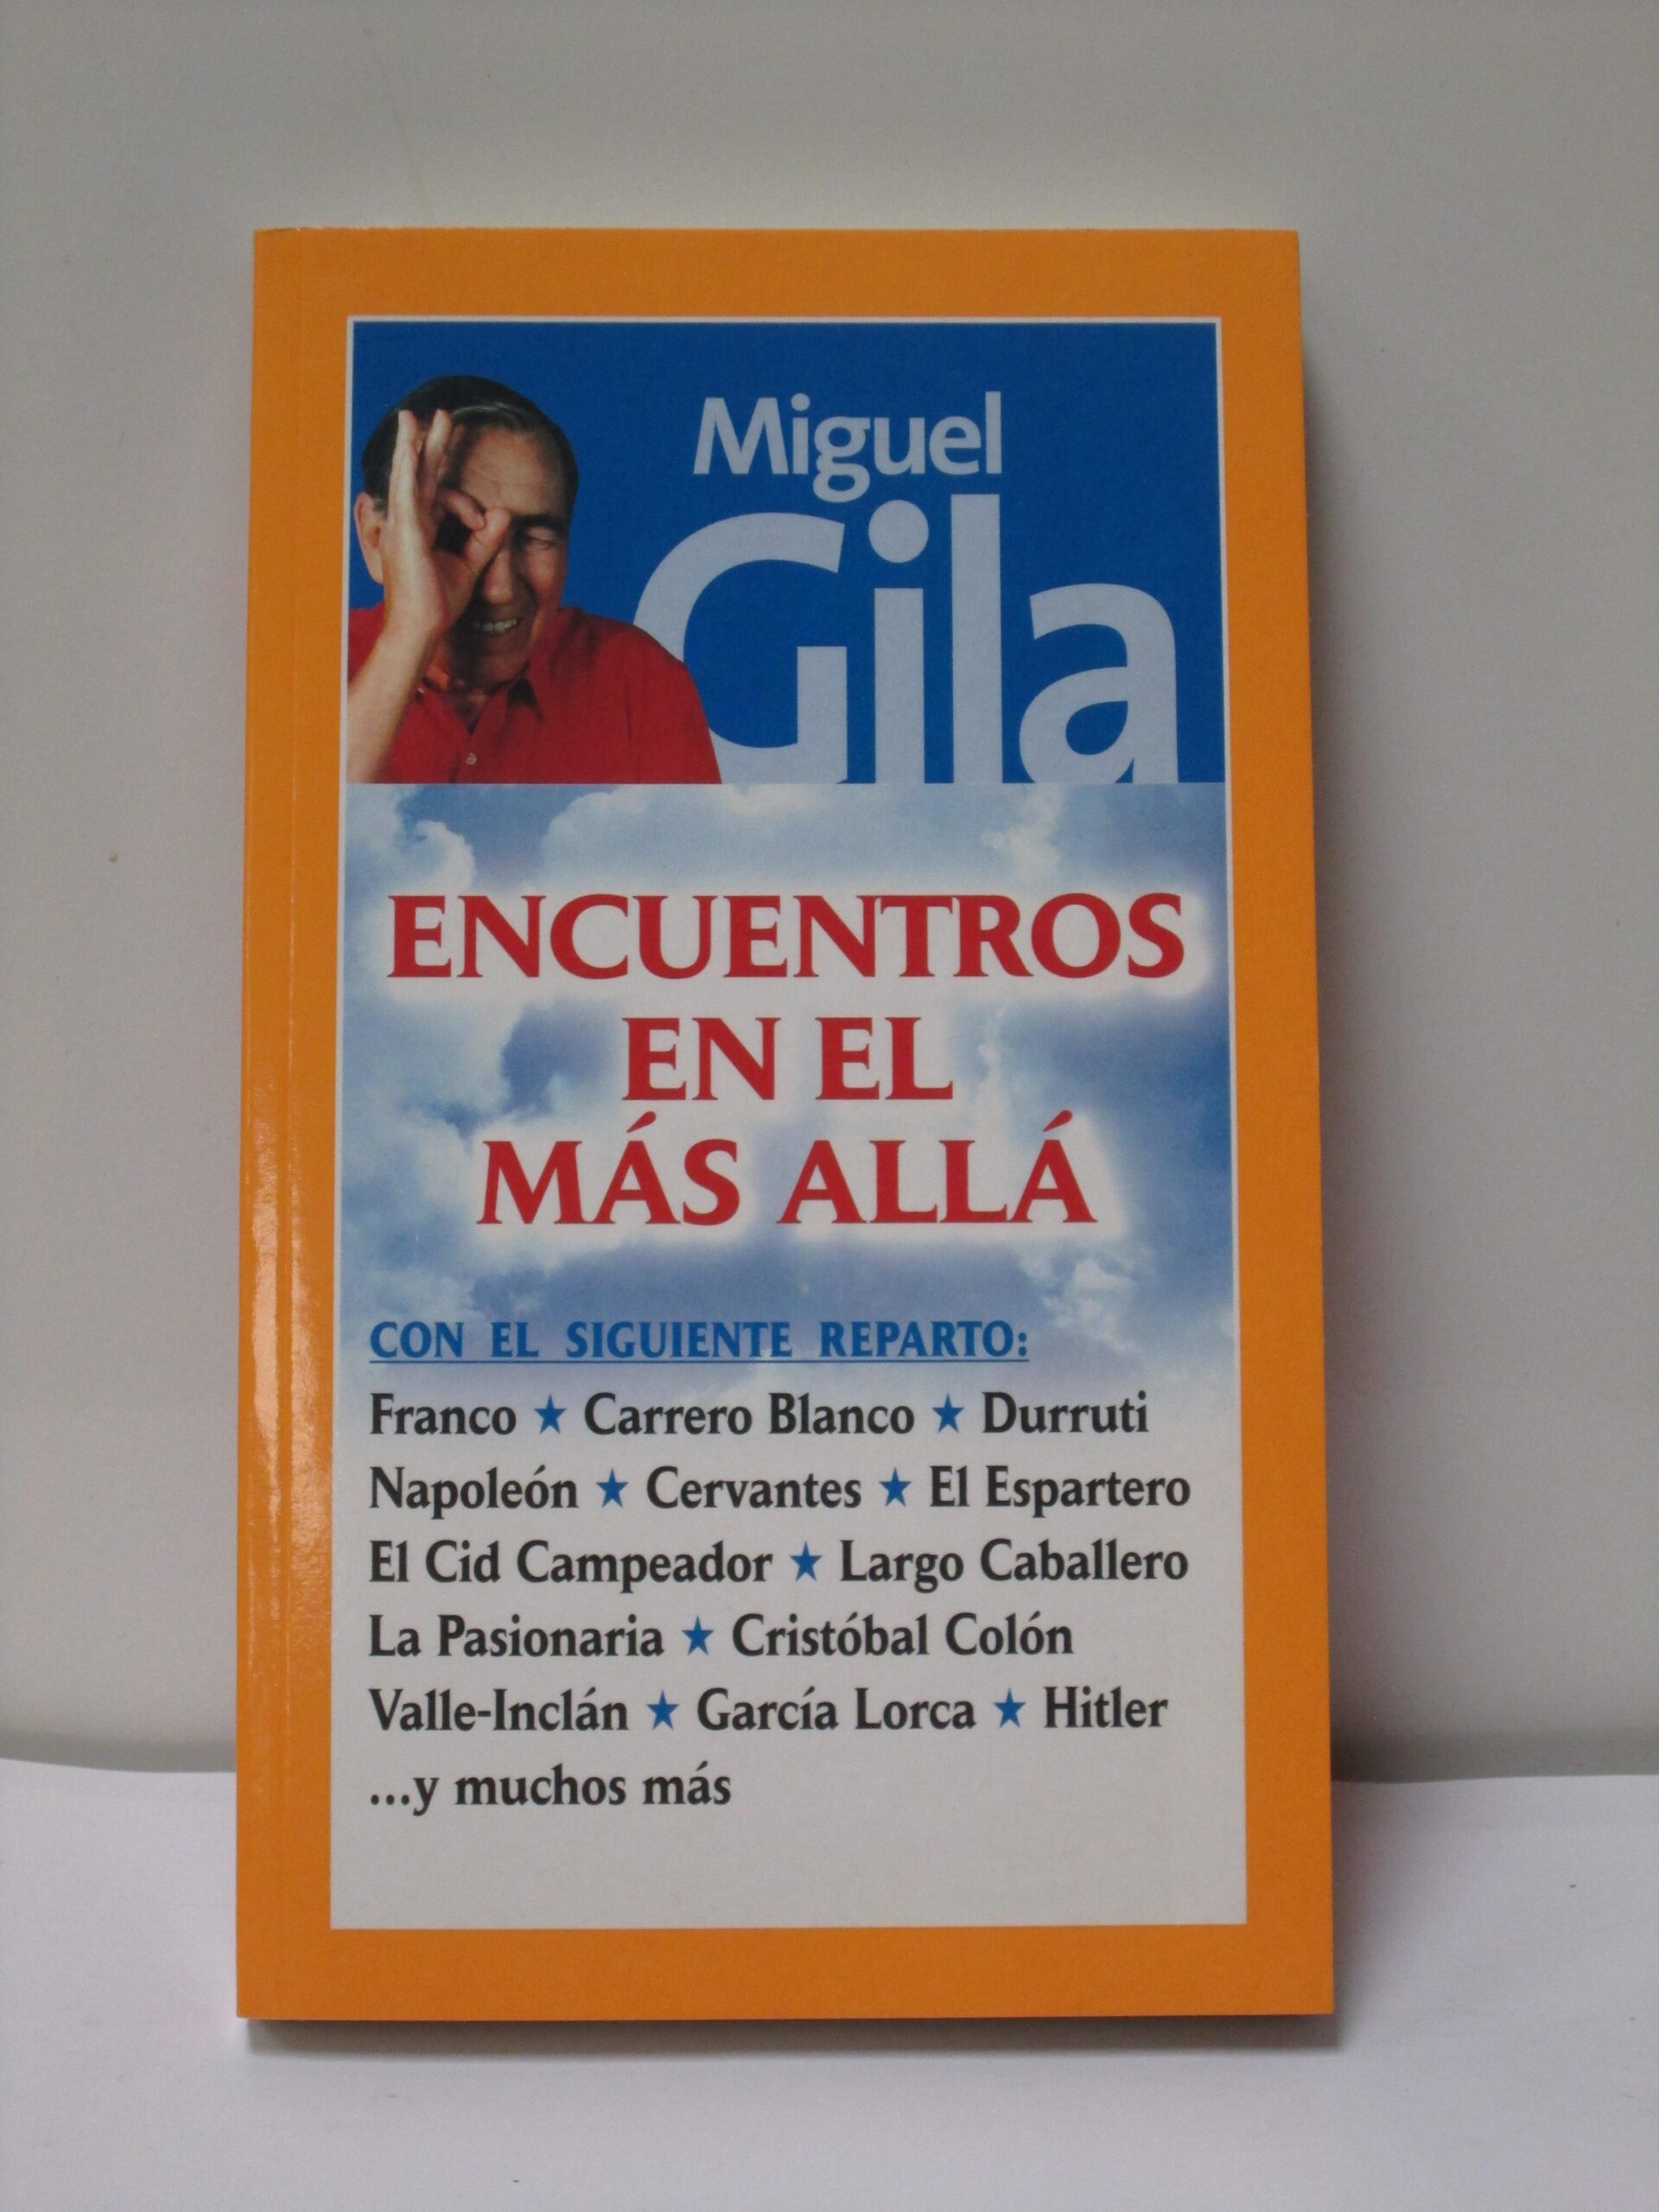 Miguel
Gila
ENCUENTROS
EN EL
MÁS ALLÁ
CON EL SIGUIENTE REPARTO:
Franco ★ Carrero Blanco ★ Durruti
Napoleón ★ Cervantes ★ El Espartero
El Cid Campeador ★ Largo Caballero
La Pasionaria ★ Cristóbal Colón
Valle-Inclán ★ García Lorca ★ Hitler
...y muchos más